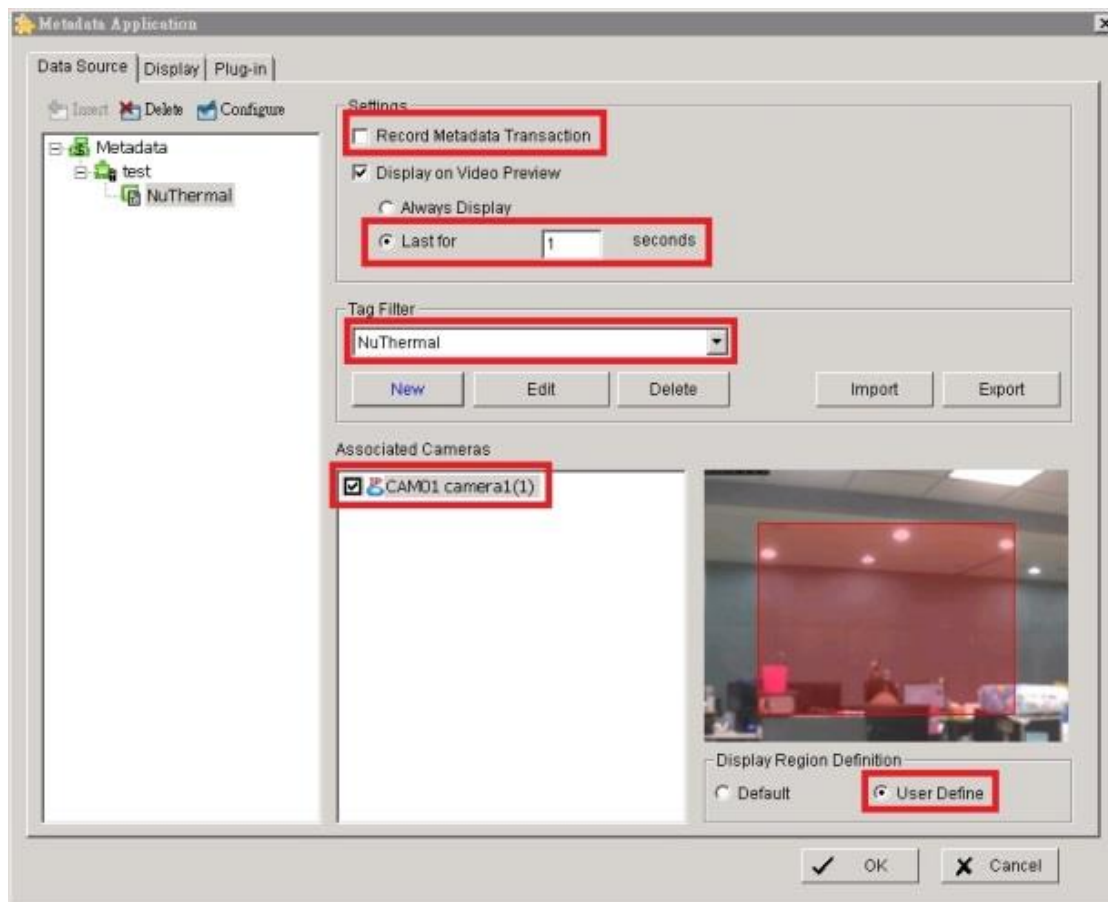 Metadata Application
Data Source Display Plug-in
Insert Delete Configure
Metadata
test
NuThermal
Settings
Record Metadata Transaction
Display on Video Preview
Always Display
Last for 1 seconds
Tag Filter
NuThermal
New Edit Delete Import Export
Associated Cameras
CAM01 camera1(1)
Display Region Definition
Default User Define
OK Cancel